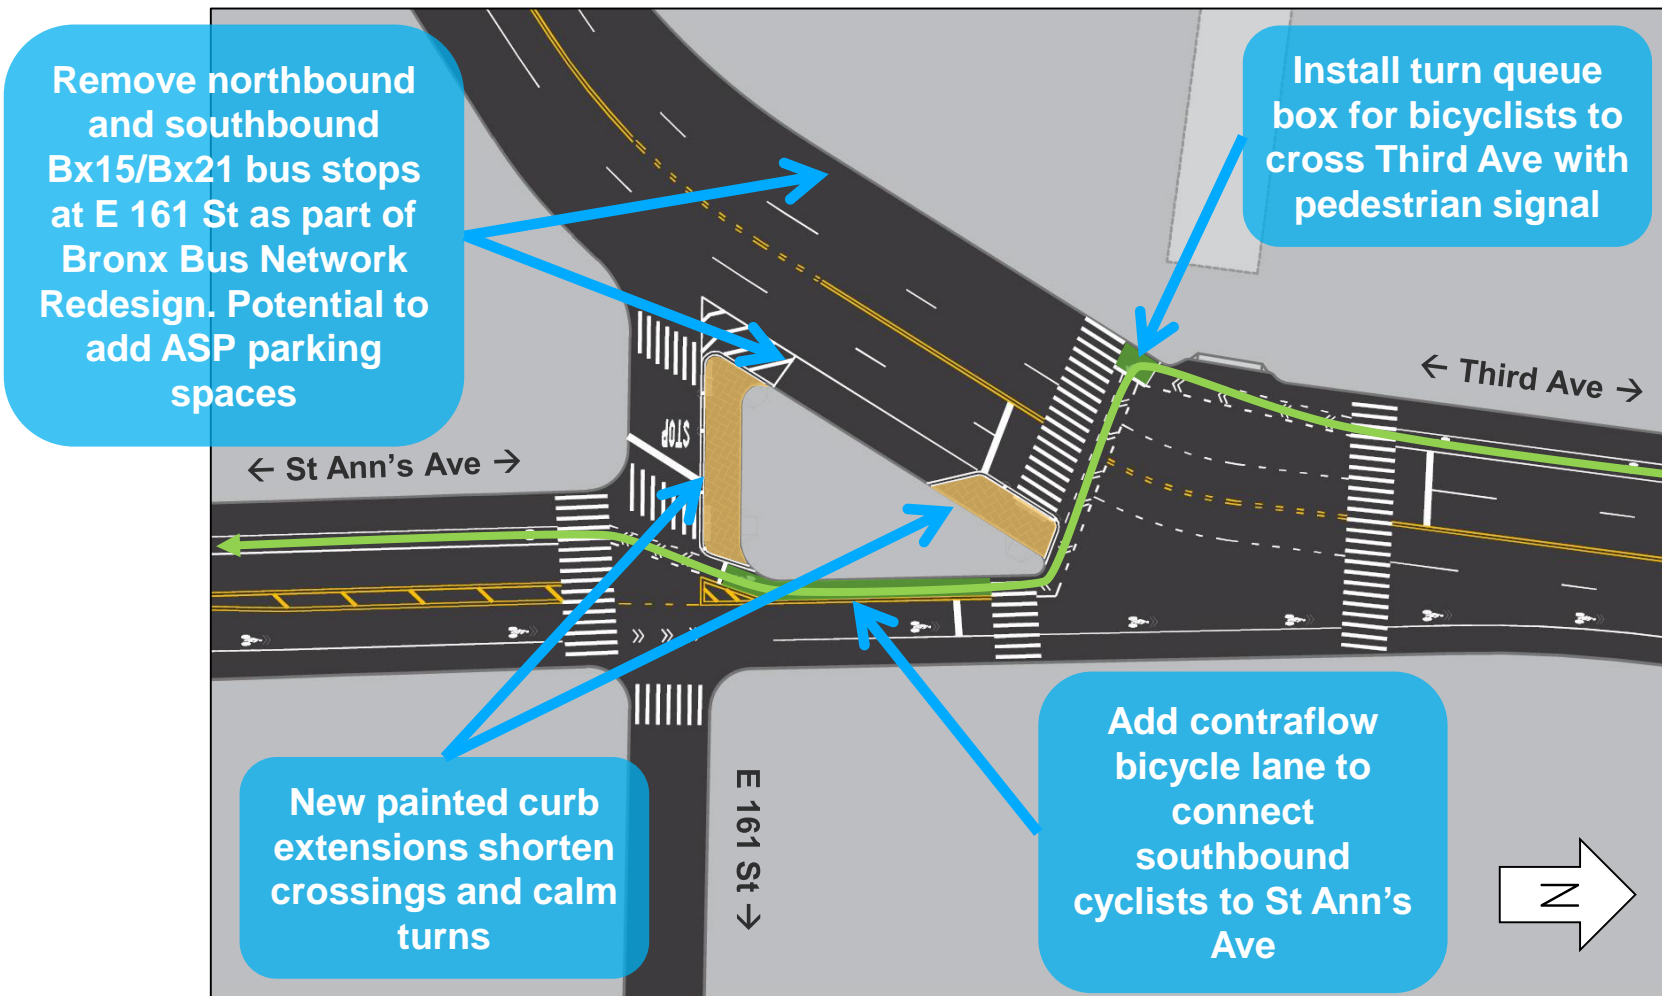 Remove northbound
and southbound
Bx15/Bx21 bus stops
at E 161 St as part of
Bronx Bus Network
Redesign. Potential to
add ASP parking
spaces
Install turn queue
box for bicyclists to
cross Third Ave with
pedestrian signal
← Third Ave →
STOP
← St Ann's Ave →
New painted curb
extensions shorten
crossings and calm
turns
E 161 St →
Add contraflow
bicycle lane to
connect
southbound
cyclists to St Ann's
Ave
N